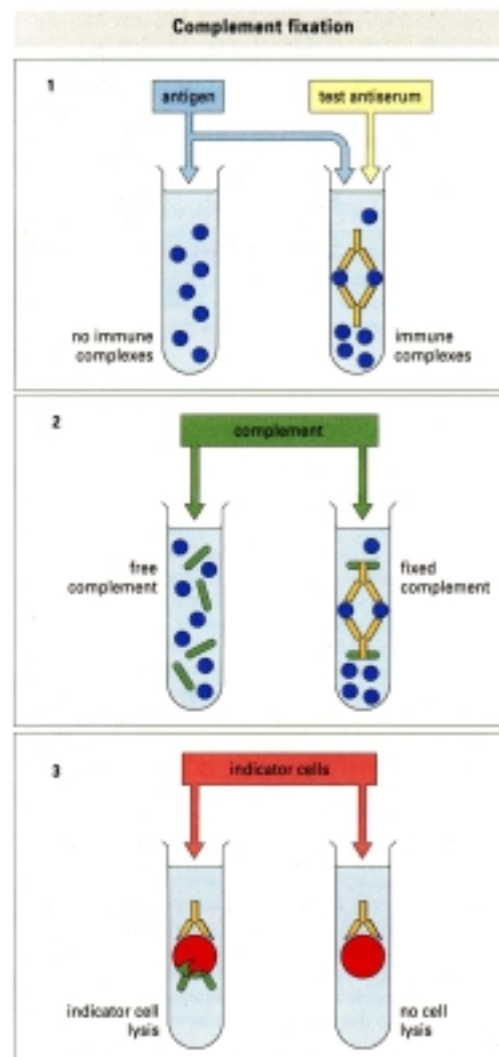 Complement fixation
1
antigen
test antiserum
no immune
complexes
immune
complexes
2
complement
free
complement
fixed
complement
3
indicator cells
indicator cell
lysis
no cell
lysis